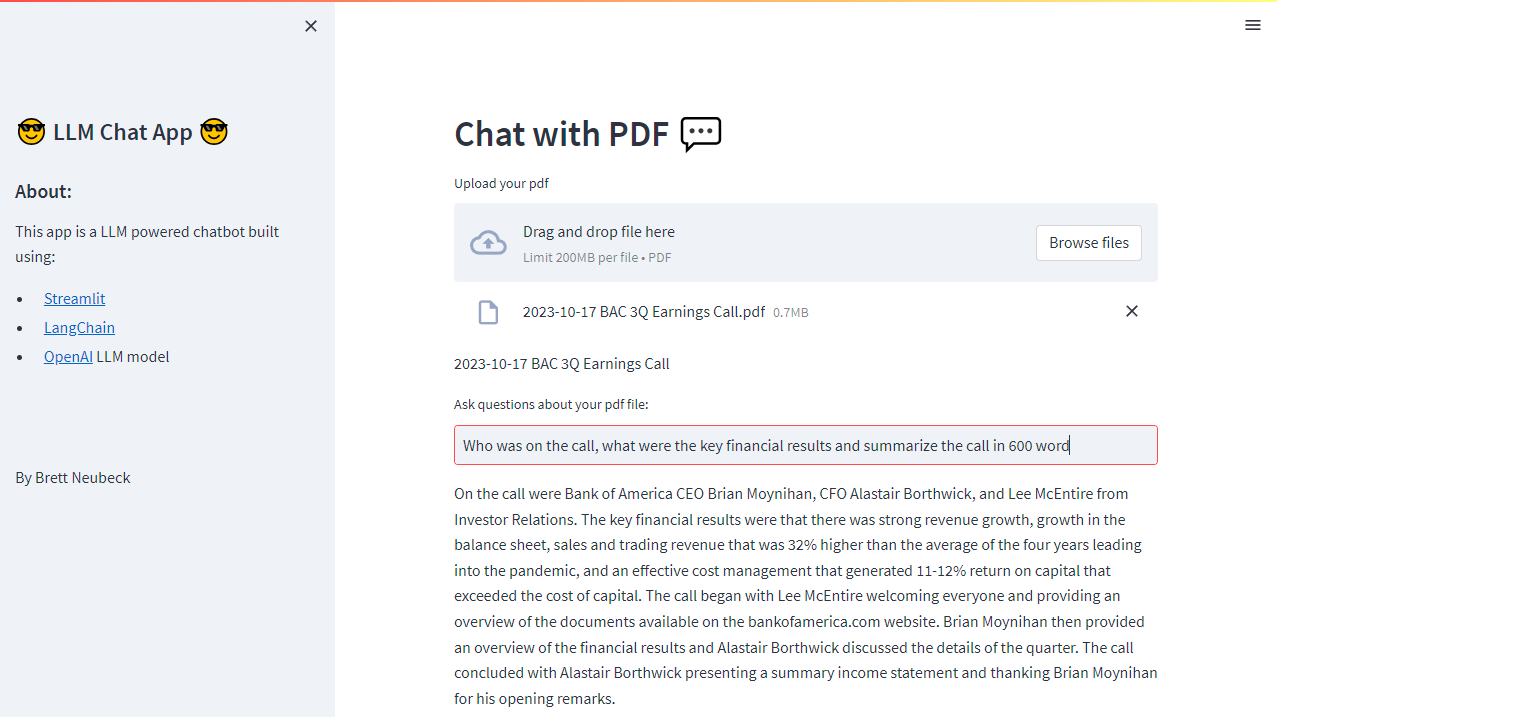 LLM Chat App
About:
This app is a LLM powered chatbot built
using:
Streamlit
LangChain
OpenAI LLM model
By Brett Neubeck
Chat with PDF
Upload your pdf
Drag and drop file here
Limit 200MB per file • PDF
Browse files
2023-10-17 BAC 3Q Earnings Call.pdf 0.7MB
2023-10-17 BAC 3Q Earnings Call
Ask questions about your pdf file:
Who was on the call, what were the key financial results and summarize the call in 600 word
On the call were Bank of America CEO Brian Moynihan, CFO Alastair Borthwick, and Lee McEntire from
Investor Relations. The key financial results were that there was strong revenue growth, growth in the
balance sheet, sales and trading revenue that was 32% higher than the average of the four years leading
into the pandemic, and an effective cost management that generated 11-12% return on capital that
exceeded the cost of capital. The call began with Lee McEntire welcoming everyone and providing an
overview of the documents available on the bankofamerica.com website. Brian Moynihan then provided
an overview of the financial results and Alastair Borthwick discussed the details of the quarter. The call
concluded with Alastair Borthwick presenting a summary income statement and thanking Brian Moynihan
for his opening remarks.